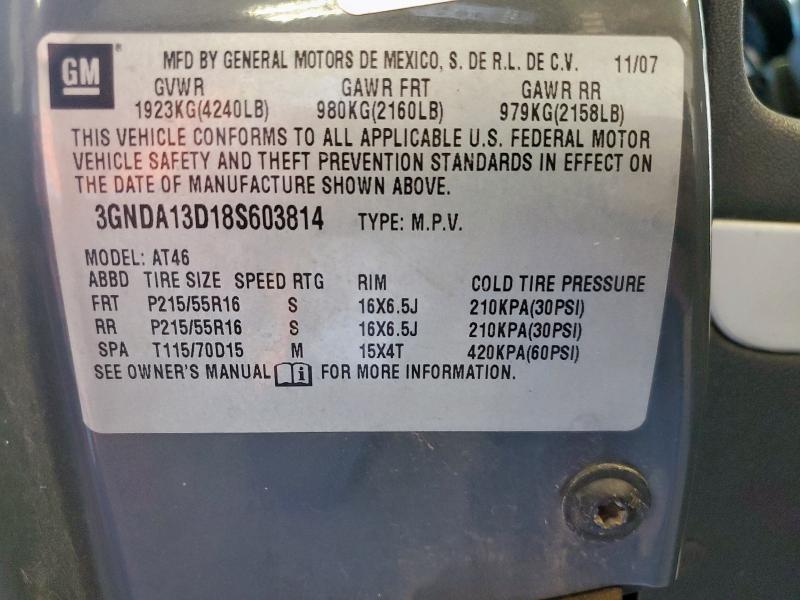 GM ® MFD BY GENERAL MOTORS DE MEXICO, S. DE R.L. DE C.V. 11/07
GVWR GAWR FRT GAWR RR
1923KG(4240LB) 980KG(2160LB) 979KG(2158LB)
THIS VEHICLE CONFORMS TO ALL APPLICABLE U.S. FEDERAL MOTOR
VEHICLE SAFETY AND THEFT PREVENTION STANDARDS IN EFFECT ON
THE DATE OF MANUFACTURE SHOWN ABOVE.
3GNDA13D18S603814 TYPE: M.P.V.
MODEL: AT46
ABBD TIRE SIZE SPEED RTG RIM COLD TIRE PRESSURE
FRT P215/55R16 S 16X6.5J 210KPA(30PSI)
RR P215/55R16 S 16X6.5J 210KPA(30PSI)
SPA T115/70D15 M 15X4T 420KPA(60PSI)
SEE OWNER'S MANUAL FOR MORE INFORMATION.